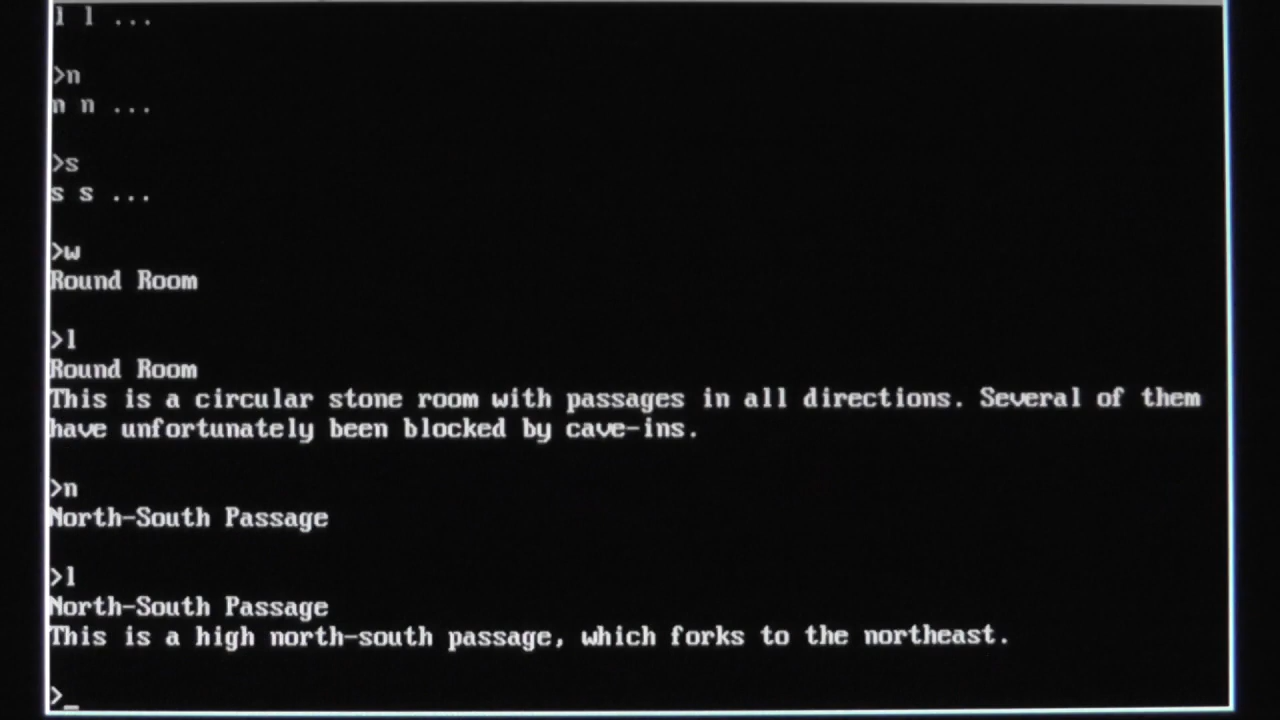 l l ...
>n
n n ...
>s
s s ...
>w
Round Room
>l
Round Room
This is a circular stone room with passages in all directions. Several of them
have unfortunately been blocked by cave-ins.
>n
North-South Passage
>l
North-South Passage
This is a high north-south passage, which forks to the northeast.
>_